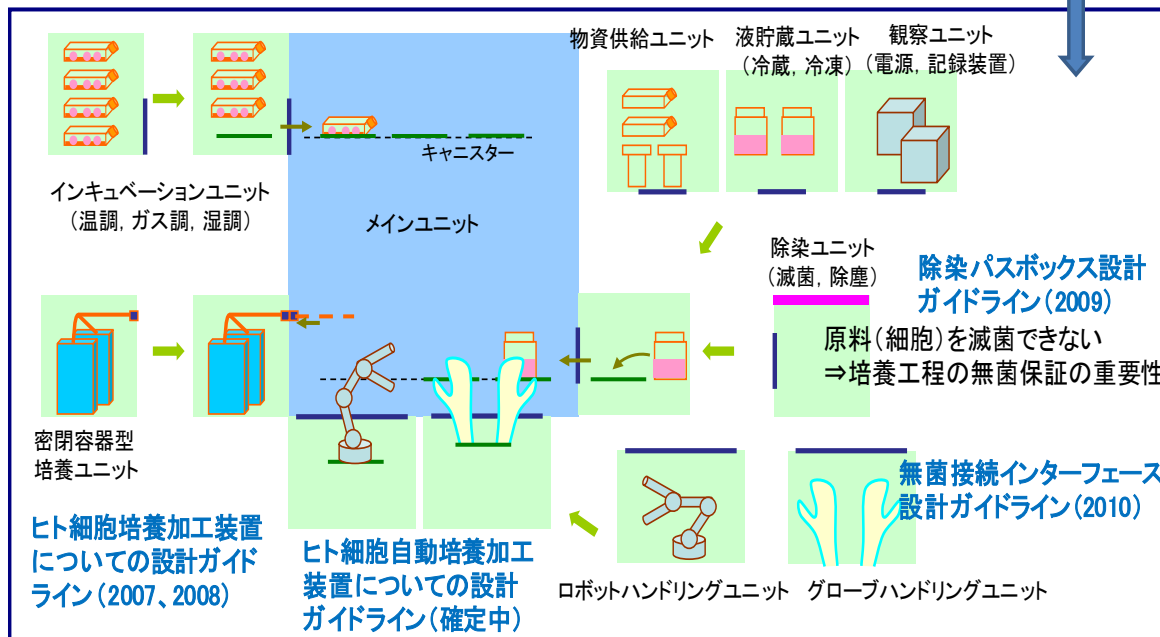 物資供給ユニット
液貯蔵ユニット
（冷蔵, 冷凍）
観察ユニット
（電源, 記録装置）
キャニスター
インキュベーションユニット
（温調, ガス調, 湿調）
メインユニット
除染ユニット
（滅菌, 除塵）
除染パスボックス設計
ガイドライン（2009）
原料（細胞）を滅菌できない
⇒培養工程の無菌保証の重要性
密閉容器型
培養ユニット
無菌接続インターフェース
設計ガイドライン（2010）
ヒト細胞培養加工装置
についての設計ガイド
ライン（2007、2008）
ヒト細胞自動培養加工
装置についての設計
ガイドライン（確定中）
ロボットハンドリングユニット
グローブハンドリングユニット